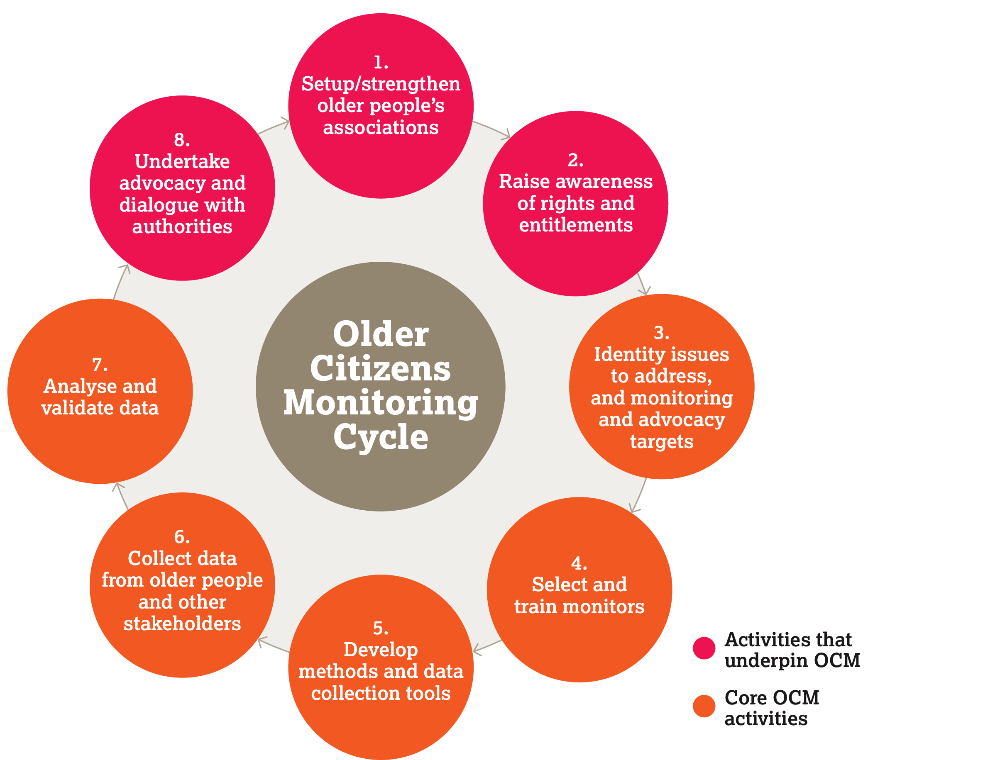 1.
Setup/strengthen
older people’s
associations
2.
Raise awareness
of rights and
entitlements
3.
Identity issues
to address,
and monitoring
and advocacy
targets
4.
Select and
train monitors
5.
Develop
methods and data
collection tools
6.
Collect data
from older people
and other
stakeholders
7.
Analyse and
validate data
8.
Undertake
advocacy and
dialogue with
authorities
Older
Citizens
Monitoring
Cycle
Activities that
underpin OCM
Core OCM
activities